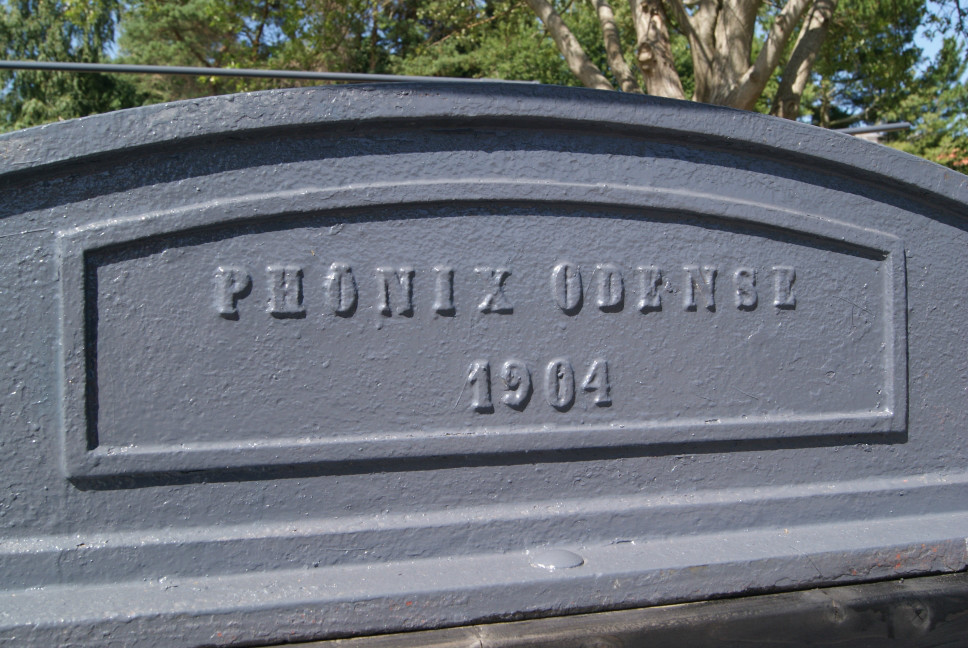 PHÖNIX ODENSE
1904